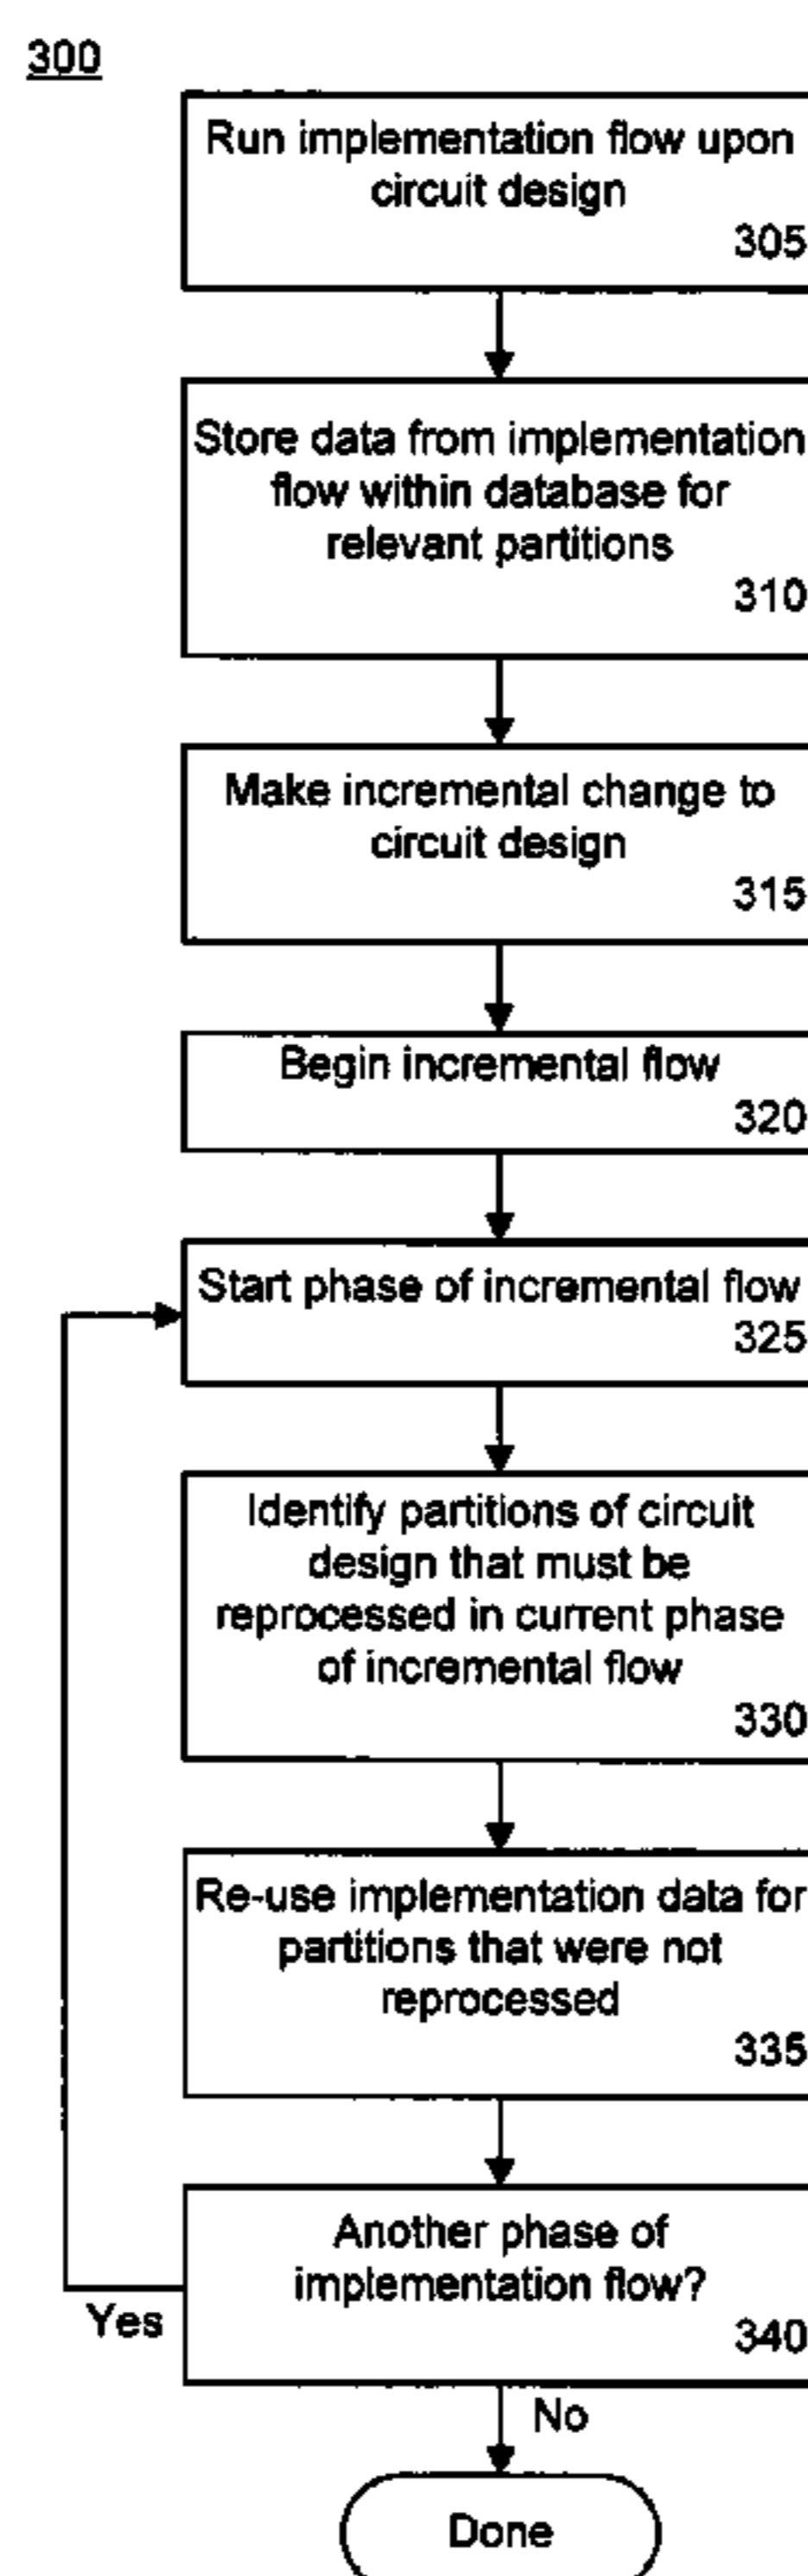 300
Run implementation flow upon
circuit design
305
Store data from implementation
flow within database for
relevant partitions
310
Make incremental change to
circuit design
315
Begin incremental flow
320
Start phase of incremental flow
325
Identify partitions of circuit
design that must be
reprocessed in current phase
of incremental flow
330
Re-use implementation data for
partitions that were not
reprocessed
335
Another phase of
implementation flow?
340
Yes
No
Done